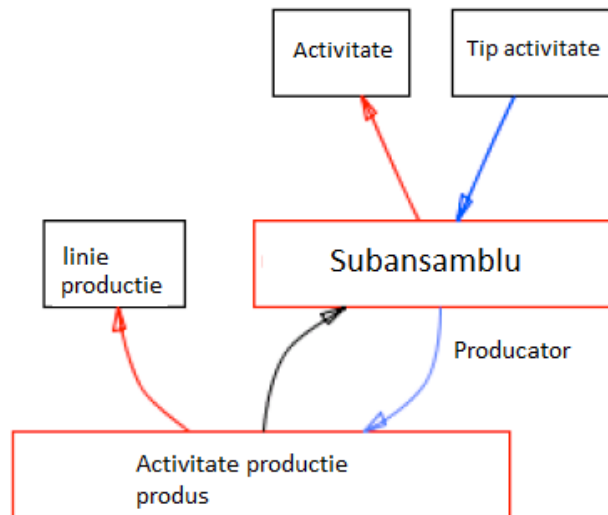 Activitate
Tip activitate
linie
productie
Subansamblu
Producator
Activitate productie
produs